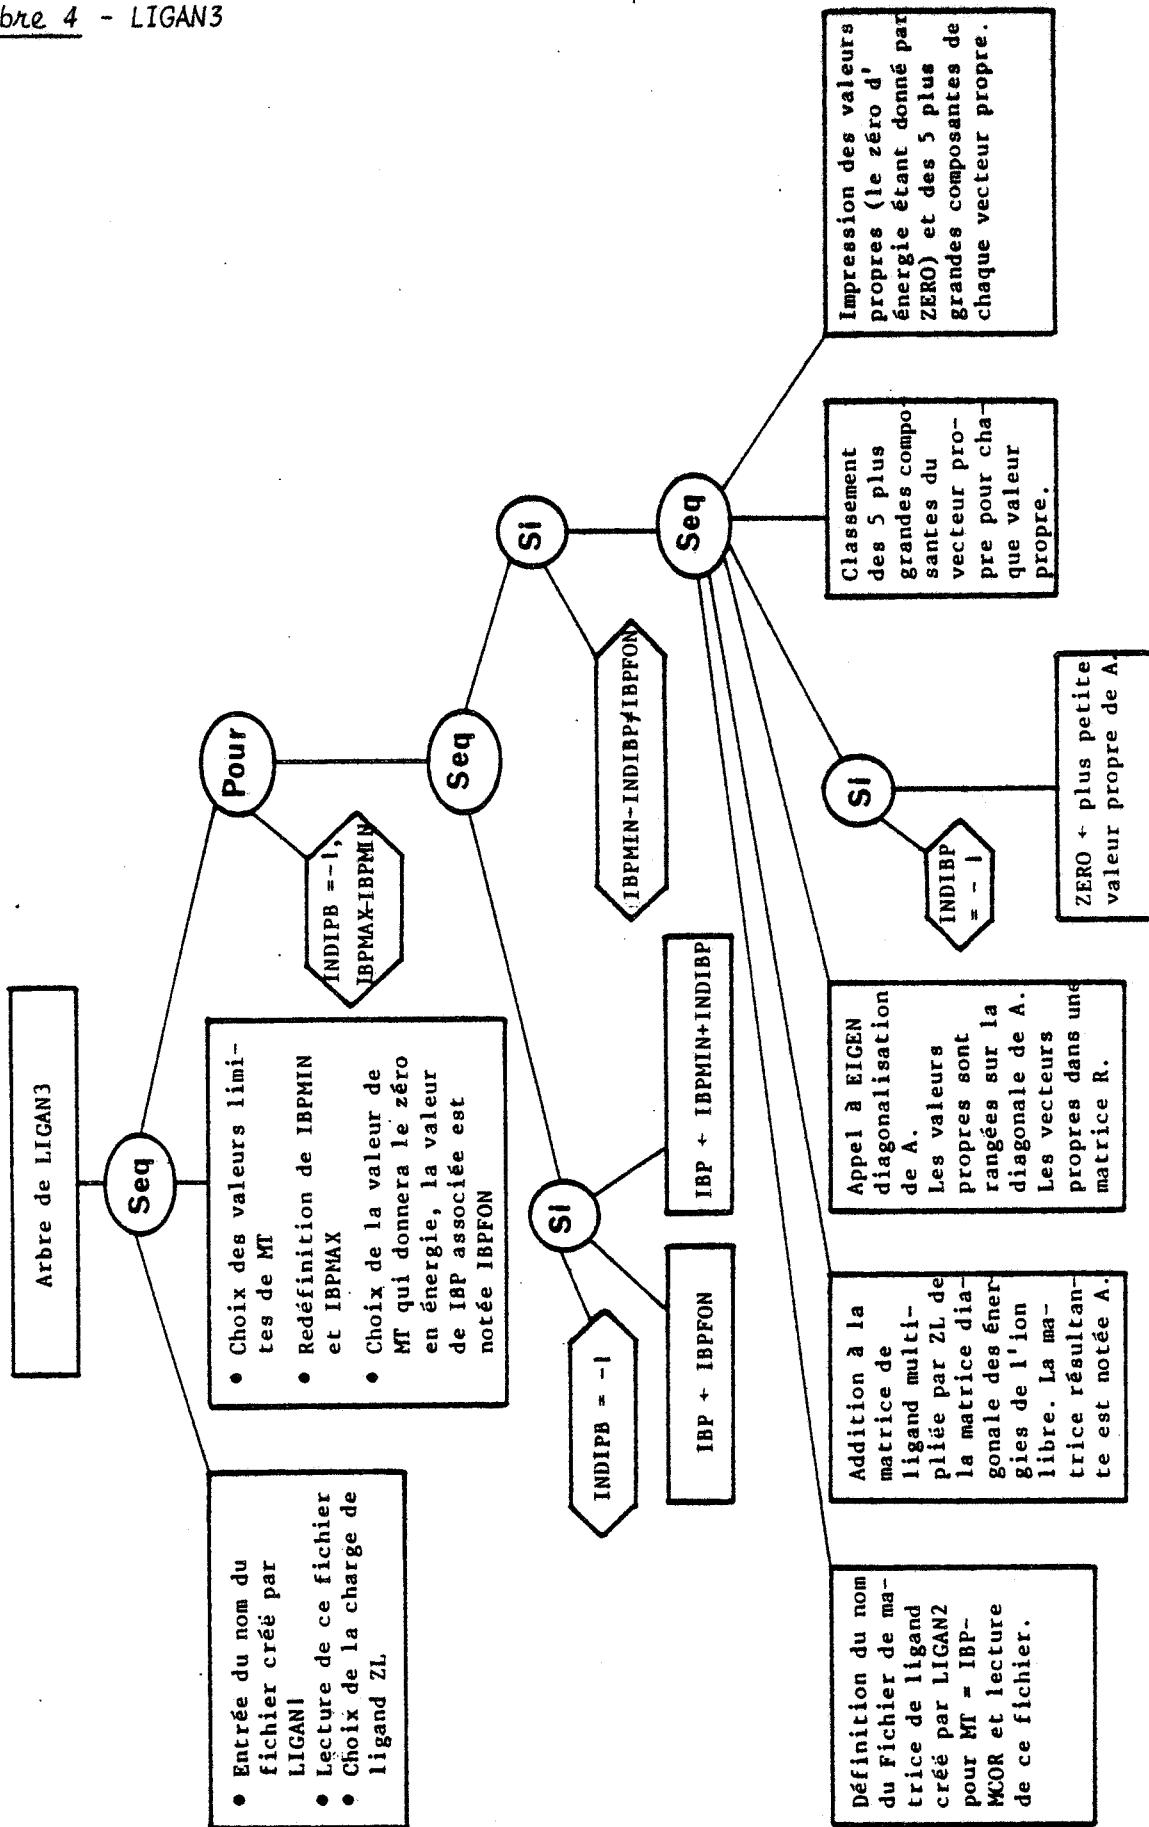 bre 4 - LIGAN3
Arbre de LIGAN3
Seq
• Entrée du nom du
fichier créé par
LIGAN1
• Lecture de ce fichier
• Choix de la charge de
ligand ZL
• Choix des valeurs limi-
tes de MT
• Redéfinition de IBPMIN
et IBPMAX
• Choix de la valeur de
MT qui donnera le zéro
en énergie, la valeur
de IBP associée est
notée IBPFON
Pour
INDIPB =-1,
IBPMAX-IBPMIN
Seq
Si
INDIPB = -1
IBP ← IBPFON
IBP ← IBPMIN+INDIBP
Si
IBPMIN-INDIBP≠IBPFON
Seq
Définition du nom
du Fichier de ma-
trice de ligand
créé par LIGAN2
pour MT = IBP-
MCOR et lecture
de ce fichier.
Addition à la
matrice de
ligand multi-
pliée par ZL de
la matrice dia-
gonale des éner
gies de l'ion
libre. La ma-
trice résultan-
te est notée A.
Appel à EIGEN
diagonalisation
de A.
Les valeurs
propres sont
rangées sur la
diagonale de A.
Les vecteurs
propres dans une
matrice R.
Si
INDIBP
= - 1
ZERO ← plus petite
valeur propre de A.
Classement
des 5 plus
grandes compo
santes du
vecteur pro-
pre pour cha-
que valeur
propre.
Impression des valeurs
propres (le zéro d'
énergie étant donné par
ZERO) et des 5 plus
grandes composantes de
chaque vecteur propre.